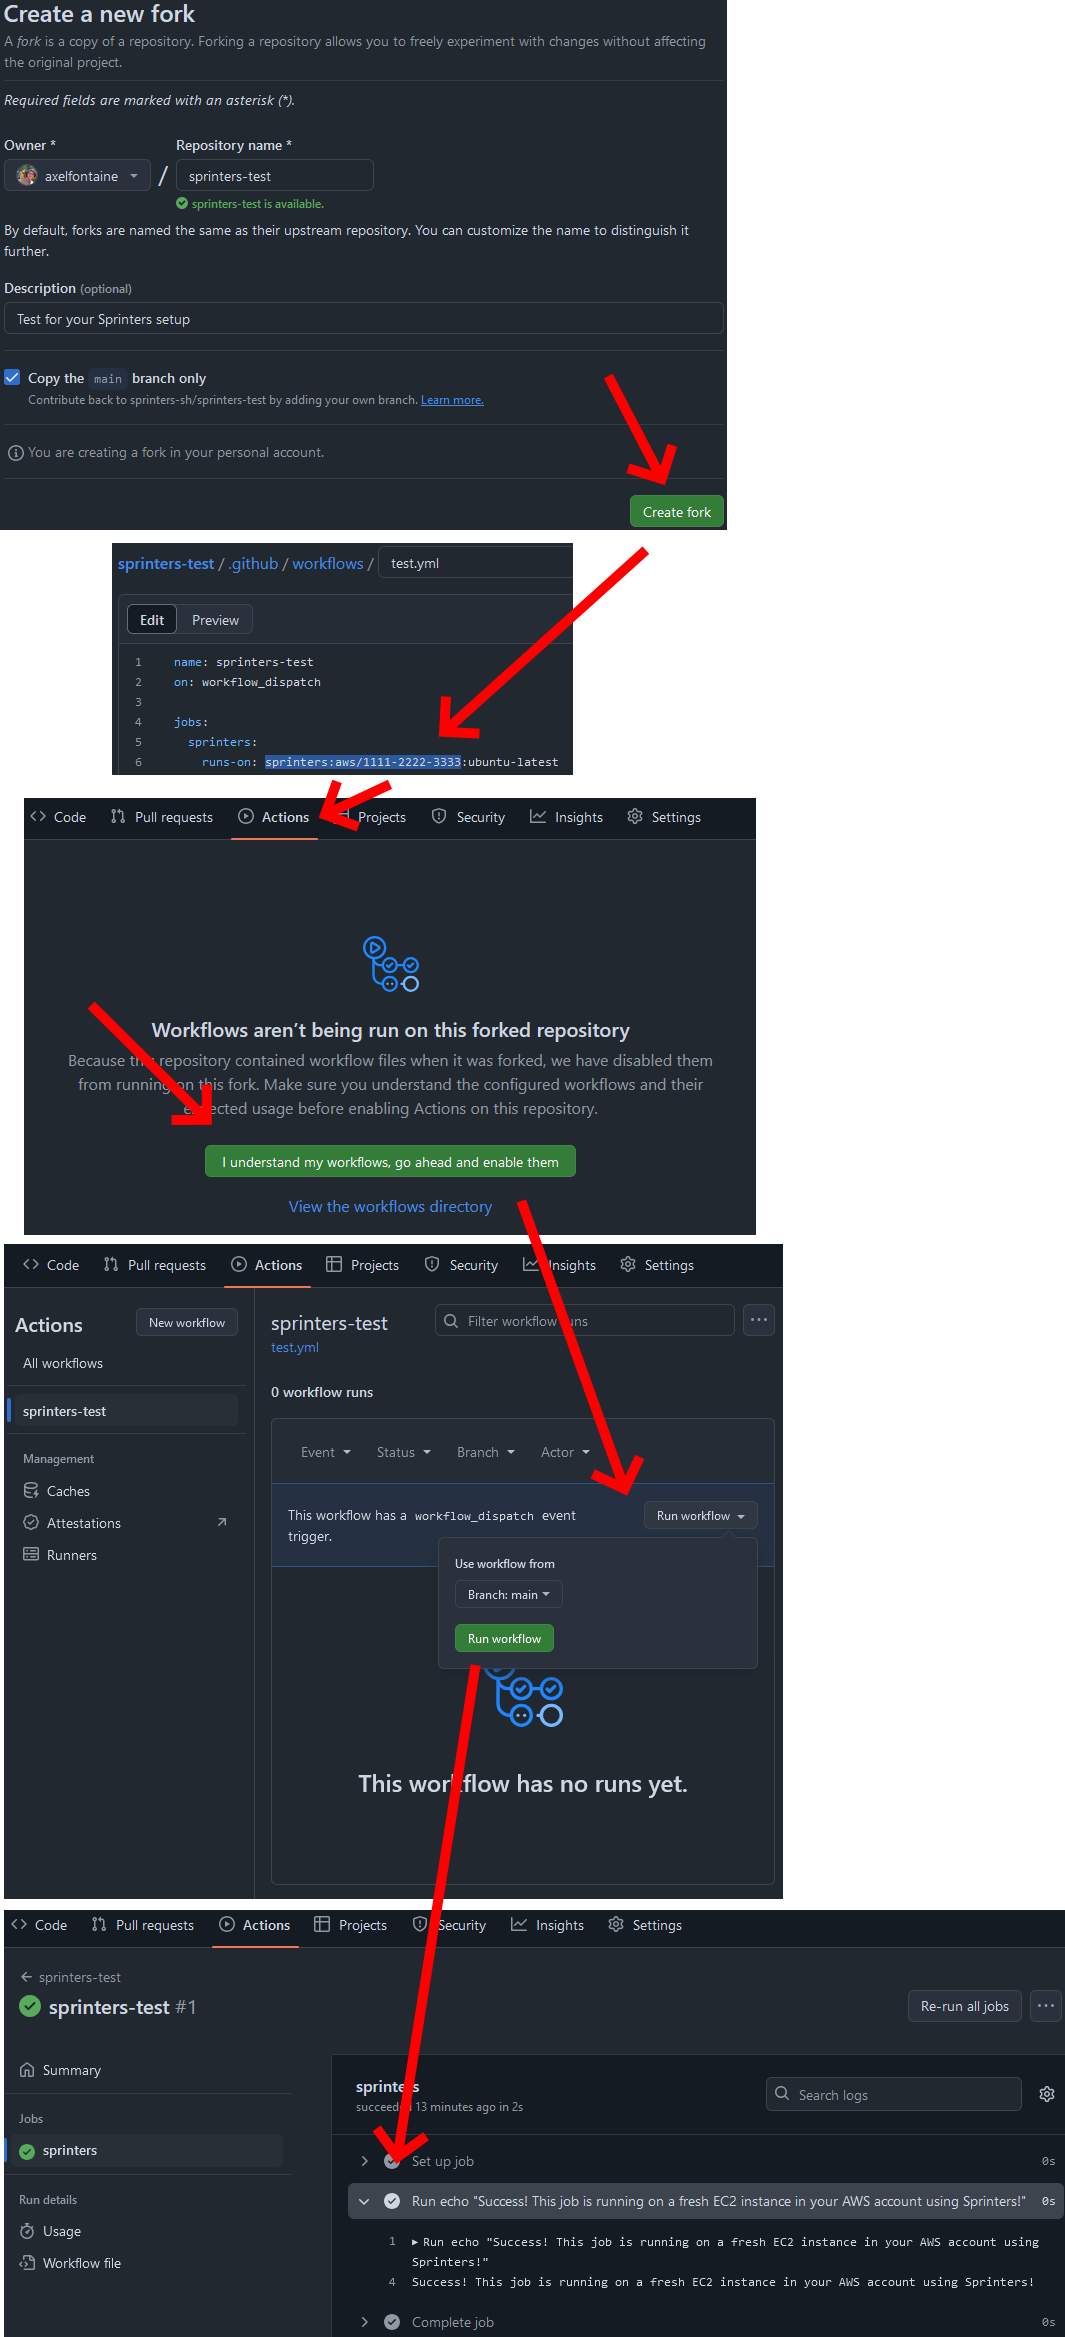 Create a new fork
A fork is a copy of a repository. Forking a repository allows you to freely experiment with changes without affecting
the original project.
Required fields are marked with an asterisk (*).
Owner *
Repository name *
axelfontaine
/
sprinters-test
sprinters-test is available.
By default, forks are named the same as their upstream repository. You can customize the name to distinguish it
further.
Description (optional)
Test for your Sprinters setup
Copy the main branch only
Contribute back to sprinters-sh/sprinters-test by adding your own branch. Learn more.
You are creating a fork in your personal account.
Create fork
sprinters-test / .github / workflows / test.yml
Edit Preview
1 name: sprinters-test
2 on: workflow_dispatch
3
4 jobs:
5 sprinters:
6 runs-on: sprinters:aws/1111-2222-3333:ubuntu-latest
Code Pull requests Actions Projects Security Insights Settings
Workflows aren't being run on this forked repository
Because this repository contained workflow files when it was forked, we have disabled them
from running on this fork. Make sure you understand the configured workflows and their
expected usage before enabling Actions on this repository.
I understand my workflows, go ahead and enable them
View the workflows directory
Code Pull requests Actions Projects Security Insights Settings
Actions
New workflow
All workflows
sprinters-test
Management
Caches
Attestations
Runners
sprinters-test
test.yml
Filter workflow runs
0 workflow runs
Event Status Branch Actor
This workflow has a workflow_dispatch event
trigger.
Run workflow
Use workflow from
Branch: main
Run workflow
This workflow has no runs yet.
Code Pull requests Actions Projects Security Insights Settings
sprinters-test
sprinters-test #1
Re-run all jobs
Summary
Jobs
sprinters
Run details
Usage
Workflow file
sprinters
succeeded 13 minutes ago in 2s
Search logs
Set up job 0s
Run echo "Success! This job is running on a fresh EC2 instance in your AWS account using Sprinters!" 0s
1 Run echo "Success! This job is running on a fresh EC2 instance in your AWS account using
Sprinters!"
4 Success! This job is running on a fresh EC2 instance in your AWS account using Sprinters!
Complete job 0s